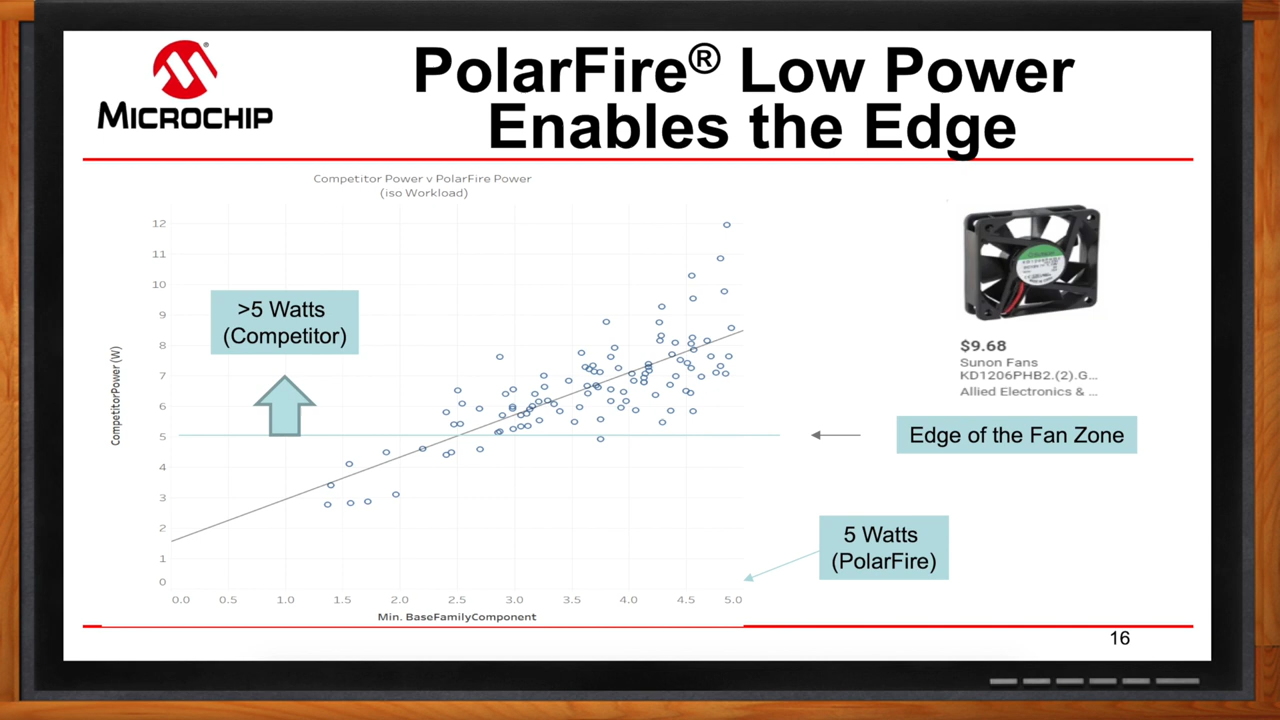 MICROCHIP
PolarFire® Low Power
Enables the Edge
Competitor Power v PolarFire Power
(iso Workload)
CompetitorPower (W)
12
11
10
9
8
7
6
5
4
3
2
1
0
0.0 0.5 1.0 1.5 2.0 2.5 3.0 3.5 4.0 4.5 5.0
Min. BaseFamilyComponent
>5 Watts
(Competitor)
$9.68
Sunon Fans
KD1206PHB2.(2).G...
Allied Electronics & ...
Edge of the Fan Zone
5 Watts
(PolarFire)
16